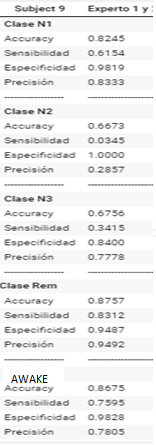 Subject 9 Experto 1 y
Clase N1
Accuracy 0.8245
Sensibilidad 0.6154
Especificidad 0.9819
Precisión 0.8333
--------------------
Clase N2
Accuracy 0.6673
Sensibilidad 0.0345
Especificidad 1.0000
Precisión 0.2857
--------------------
Clase N3
Accuracy 0.6756
Sensibilidad 0.3415
Especificidad 0.8400
Precisión 0.7778
--------------------
Clase Rem
Accuracy 0.8757
Sensibilidad 0.8312
Especificidad 0.9487
Precisión 0.9492
--------------------
AWAKE
Accuracy 0.8675
Sensibilidad 0.7595
Especificidad 0.9828
Precisión 0.7805